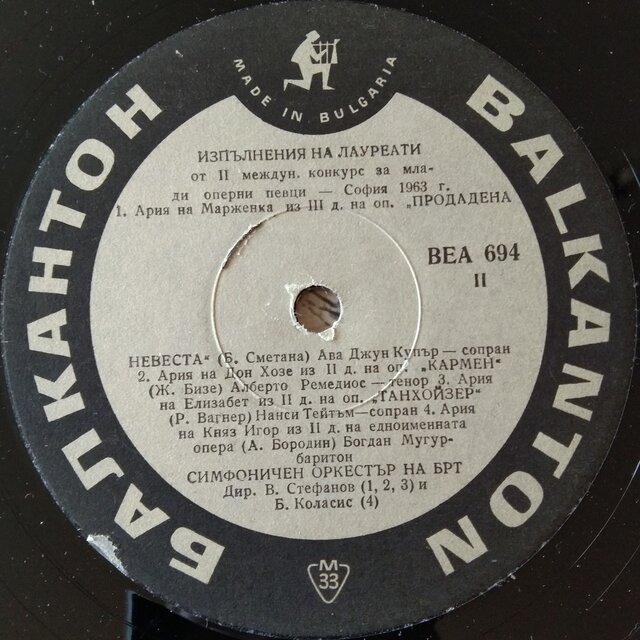 MADE IN BULGARIA
БАЛКАНТОН
BALKANTON
ИЗПЪЛНЕНИЯ НА ЛАУРЕАТИ
от II междун. конкурс за мла-
ди оперни певци — София 1963 г.
1. Ария на Марженка из III д. на оп. „ПРОДАДЕНА
ВЕА 694
II
НЕВЕСТА“ (Б. Сметана) Ава Джун Купър — сопран
2. Ария на Дон Хозе из II д. на оп. „КАРМЕН“
(Ж. Бизе) Алберто Ремедиос — тенор 3. Ария
на Елизабет из II д. на оп. „ТАНХОЙЗЕР“
(Р. Вагнер) Нанси Тейтъм — сопран 4. Ария
на Княз Игор из II д. на едноименната
опера (А. Бородин) Богдан Мугур-
баритон
СИМФОНИЧЕН ОРКЕСТЪР НА БРТ
Дир. В. Стефанов (1, 2, 3) и
Б. Коласис (4)
M
33